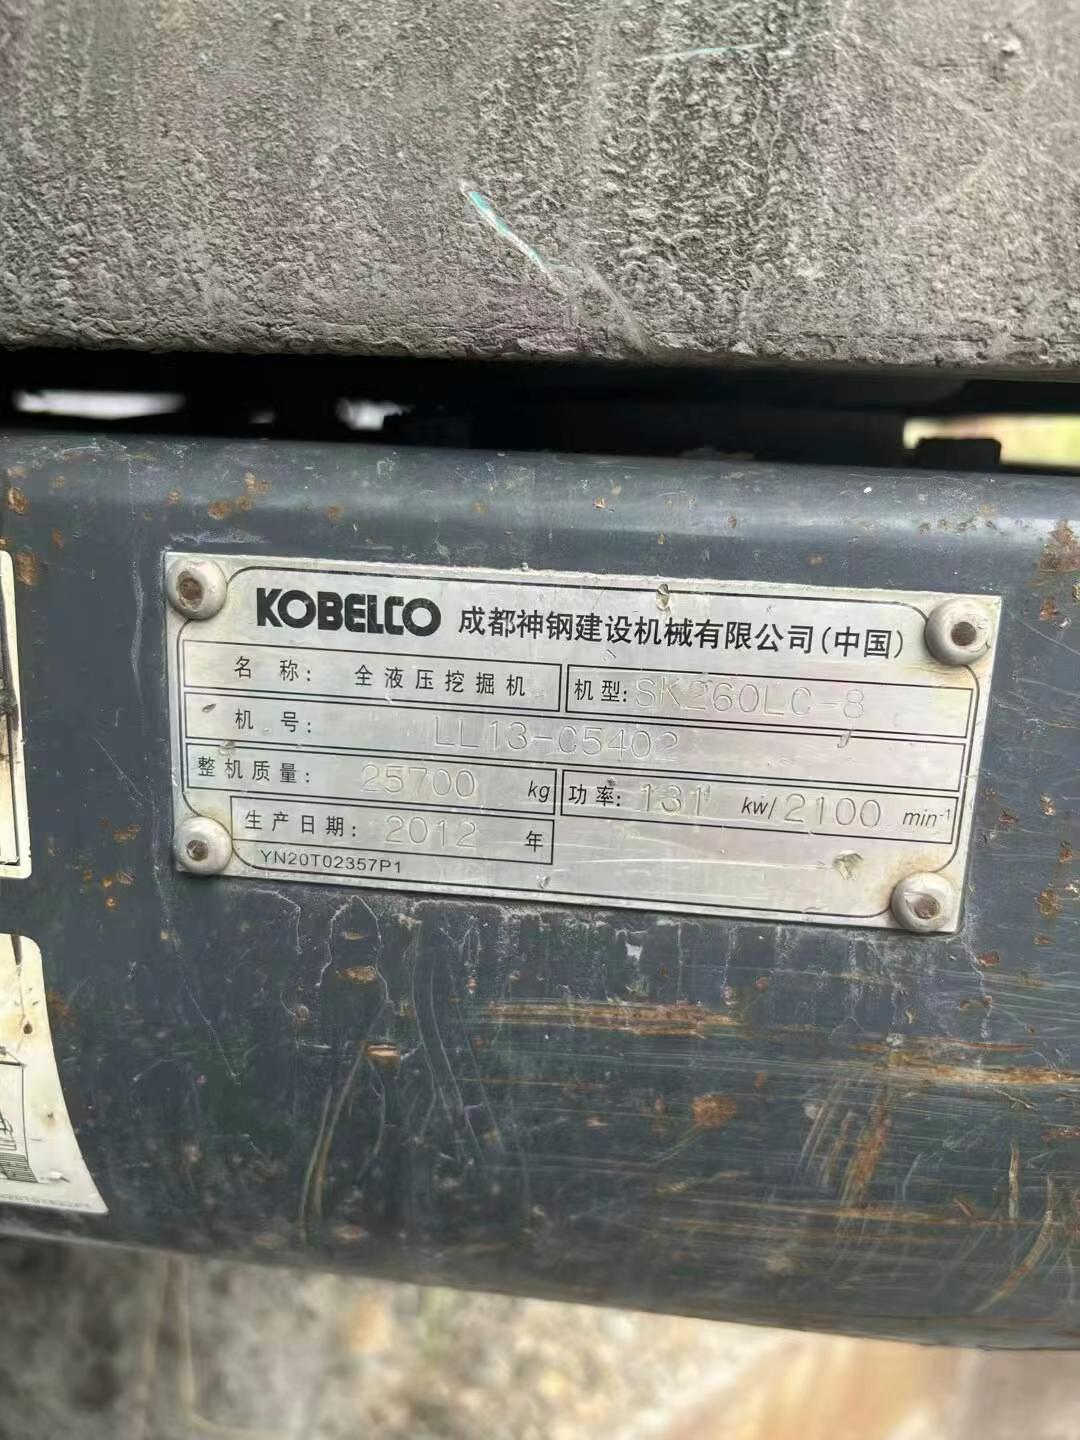 KOBELCO 成都神钢建设机械有限公司(中国)
名称: 全液压挖掘机 机型: SK260LC-8
机号: LL13-C5402
整机质量: 25700 kg 功率: 131 kw/2100 min⁻¹
生产日期: 2012 年
YN20T02357P1